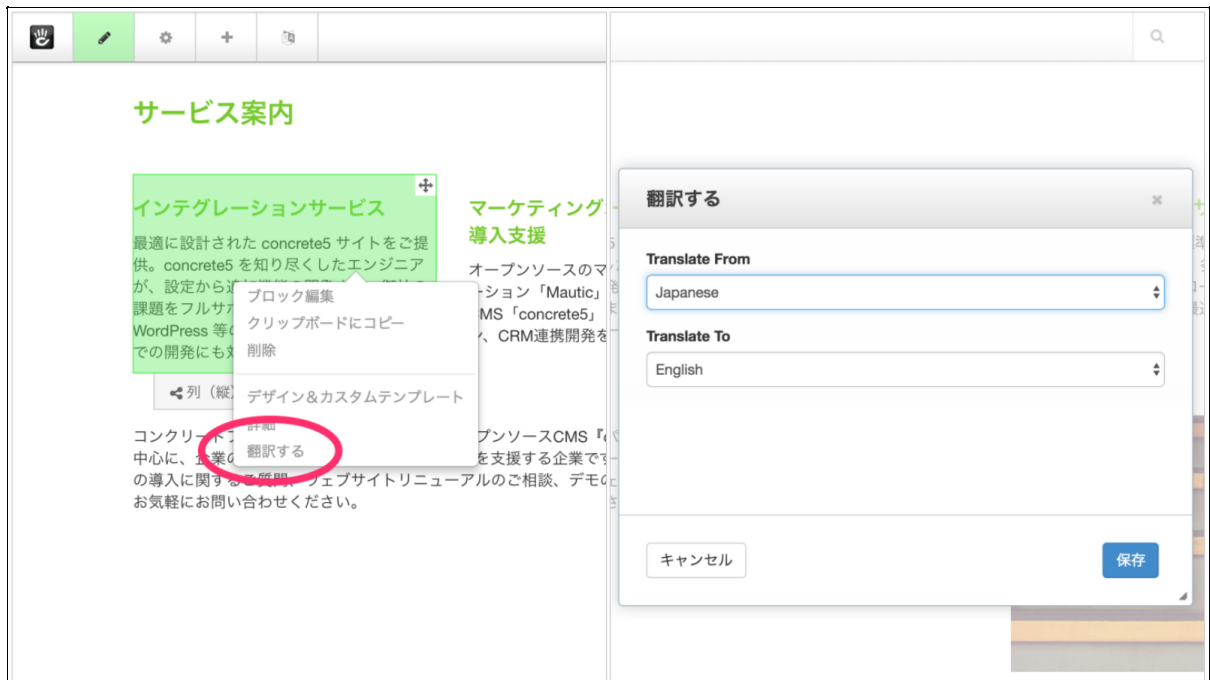 サービス案内
インテグレーションサービス
最適に設計された concrete5 サイトをご提
供。concrete5 を知り尽くしたエンジニア
が、設定から
課題をフルサ
WordPress 等の
での開発にも
列（縦）
ブロック編集
クリップボードにコピー
削除
デザイン＆カスタムテンプレート
詳細
翻訳する
マーケティング
導入支援
オープンソースのマ
ーション「Mautic」
CMS「concrete5」
、CRM連携開発を
コンクリート
プンソースCMS『
中心に、企業の
を支援する企業で
の導入に関するご質問、ウェブサイトリニューアルのご相談、デモ
お気軽にお問い合わせください。
翻訳する
Translate From
Japanese
Translate To
English
キャンセル
保存